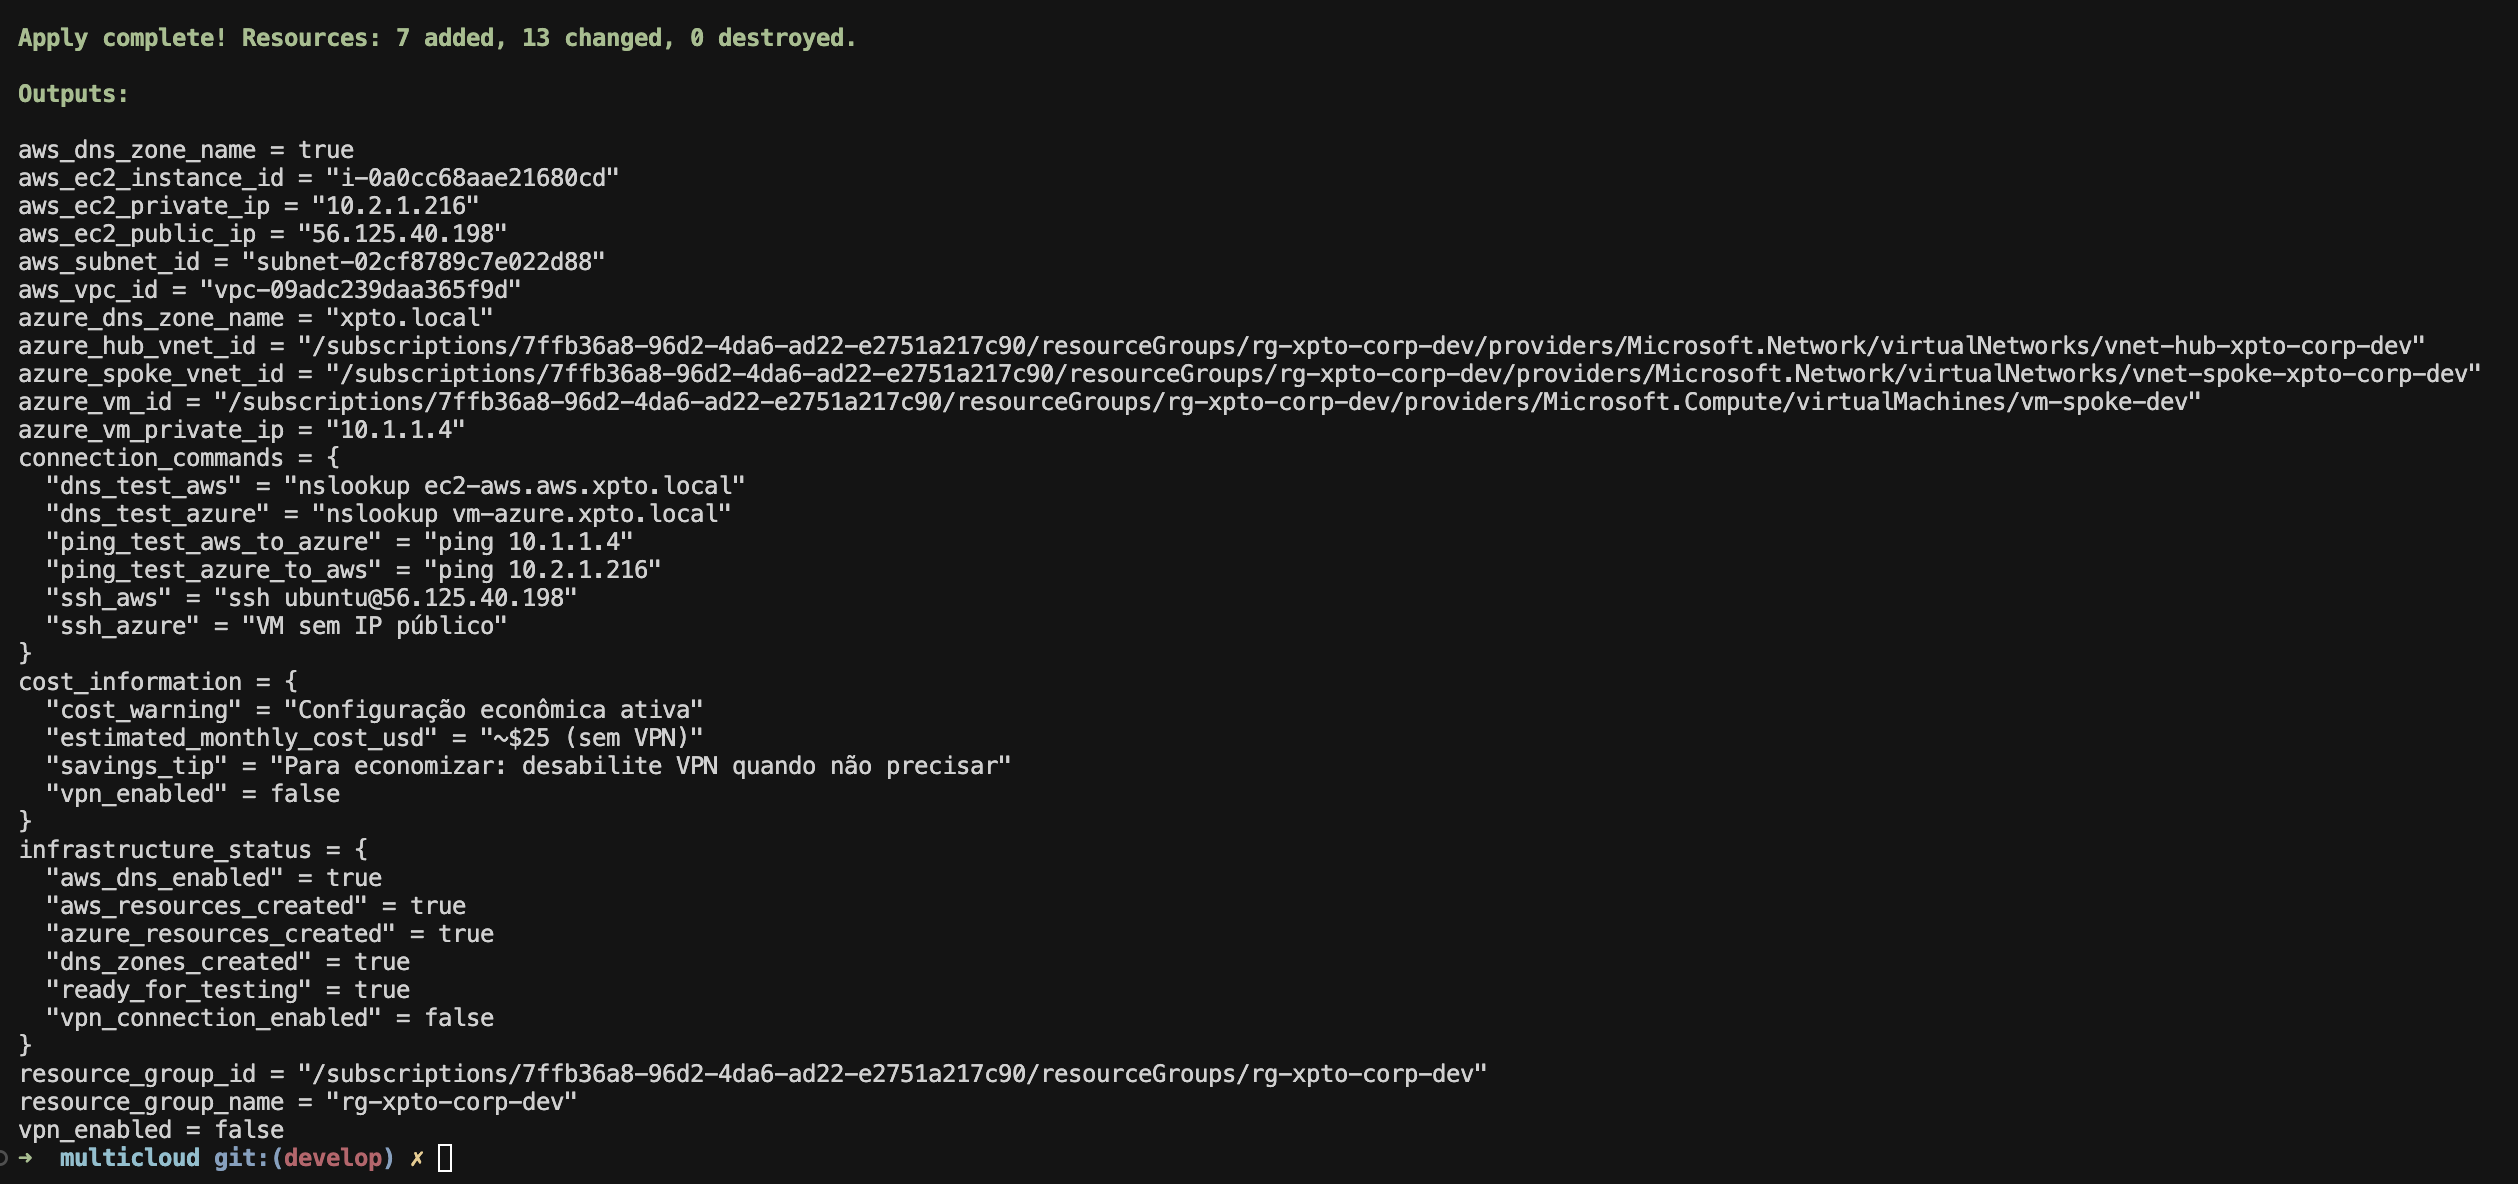 Apply complete! Resources: 7 added, 13 changed, 0 destroyed.
Outputs:
aws_dns_zone_name = true
aws_ec2_instance_id = "i-0a0cc68aae21680cd"
aws_ec2_private_ip = "10.2.1.216"
aws_ec2_public_ip = "56.125.40.198"
aws_subnet_id = "subnet-02cf8789c7e022d88"
aws_vpc_id = "vpc-09adc239daa365f9d"
azure_dns_zone_name = "xpto.local"
azure_hub_vnet_id = "/subscriptions/7ffb36a8-96d2-4da6-ad22-e2751a217c90/resourceGroups/rg-xpto-corp-dev/providers/Microsoft.Network/virtualNetworks/vnet-hub-xpto-corp-dev"
azure_spoke_vnet_id = "/subscriptions/7ffb36a8-96d2-4da6-ad22-e2751a217c90/resourceGroups/rg-xpto-corp-dev/providers/Microsoft.Network/virtualNetworks/vnet-spoke-xpto-corp-dev"
azure_vm_id = "/subscriptions/7ffb36a8-96d2-4da6-ad22-e2751a217c90/resourceGroups/rg-xpto-corp-dev/providers/Microsoft.Compute/virtualMachines/vm-spoke-dev"
azure_vm_private_ip = "10.1.1.4"
connection_commands = {
  "dns_test_aws" = "nslookup ec2-aws.aws.xpto.local"
  "dns_test_azure" = "nslookup vm-azure.xpto.local"
  "ping_test_aws_to_azure" = "ping 10.1.1.4"
  "ping_test_azure_to_aws" = "ping 10.2.1.216"
  "ssh_aws" = "ssh ubuntu@56.125.40.198"
  "ssh_azure" = "VM sem IP público"
}
cost_information = {
  "cost_warning" = "Configuração econômica ativa"
  "estimated_monthly_cost_usd" = "~$25 (sem VPN)"
  "savings_tip" = "Para economizar: desabilite VPN quando não precisar"
  "vpn_enabled" = false
}
infrastructure_status = {
  "aws_dns_enabled" = true
  "aws_resources_created" = true
  "azure_resources_created" = true
  "dns_zones_created" = true
  "ready_for_testing" = true
  "vpn_connection_enabled" = false
}
resource_group_id = "/subscriptions/7ffb36a8-96d2-4da6-ad22-e2751a217c90/resourceGroups/rg-xpto-corp-dev"
resource_group_name = "rg-xpto-corp-dev"
vpn_enabled = false
➜  multicloud git:(develop) ✗